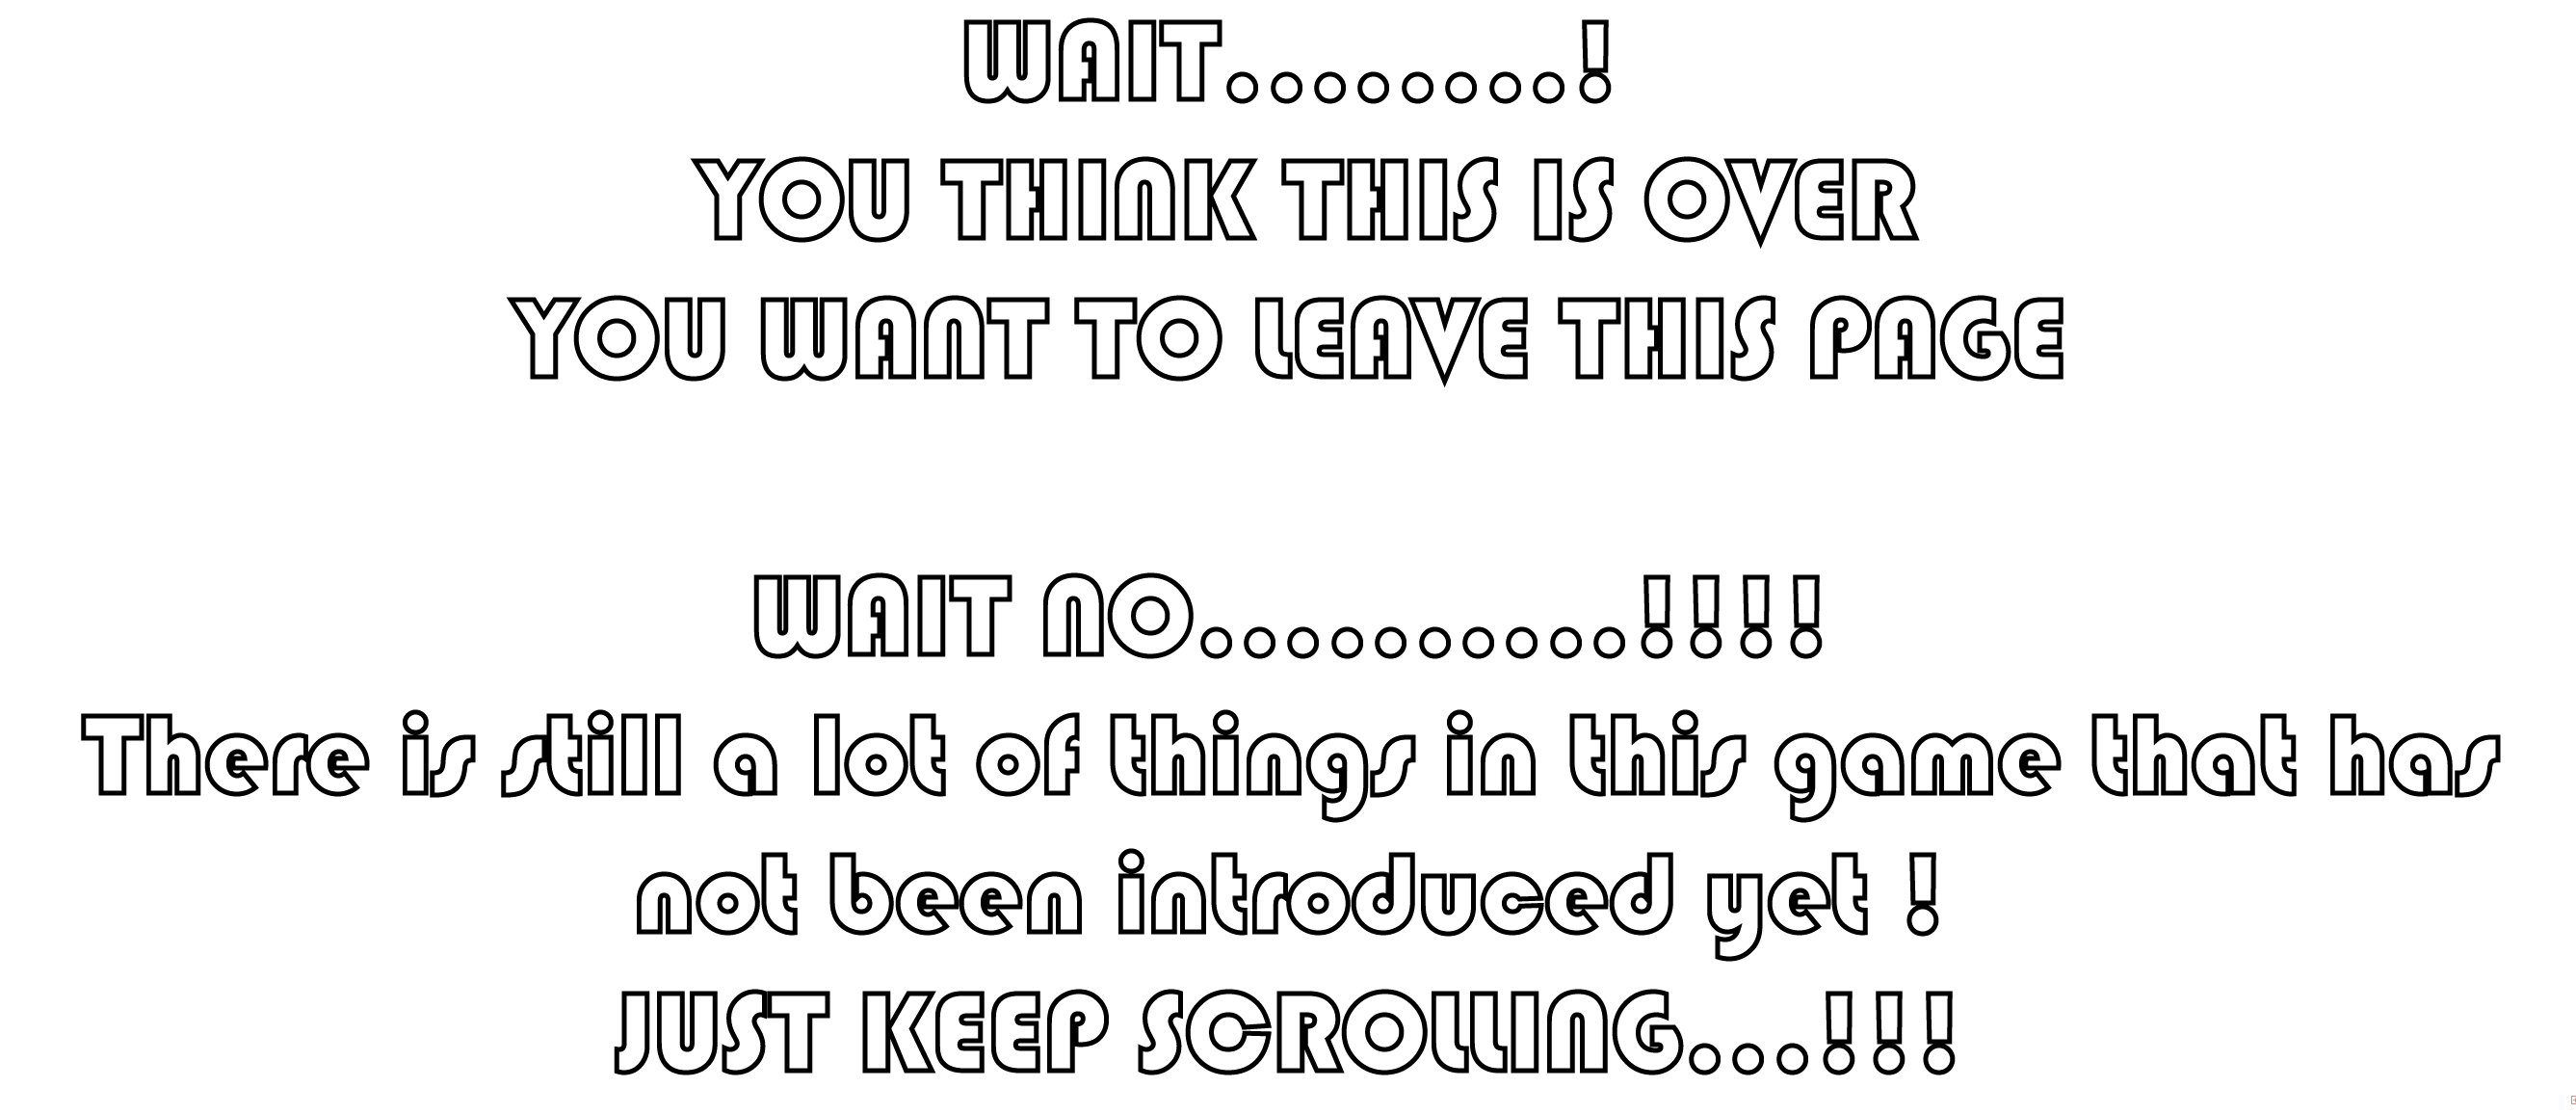 WAIT........!
YOU THINK THIS IS OVER
YOU WANT TO LEAVE THIS PAGE
WAIT NO..........!!!!
There is still a lot of things in this game that has
not been introduced yet !
JUST KEEP SCROLLING...!!!